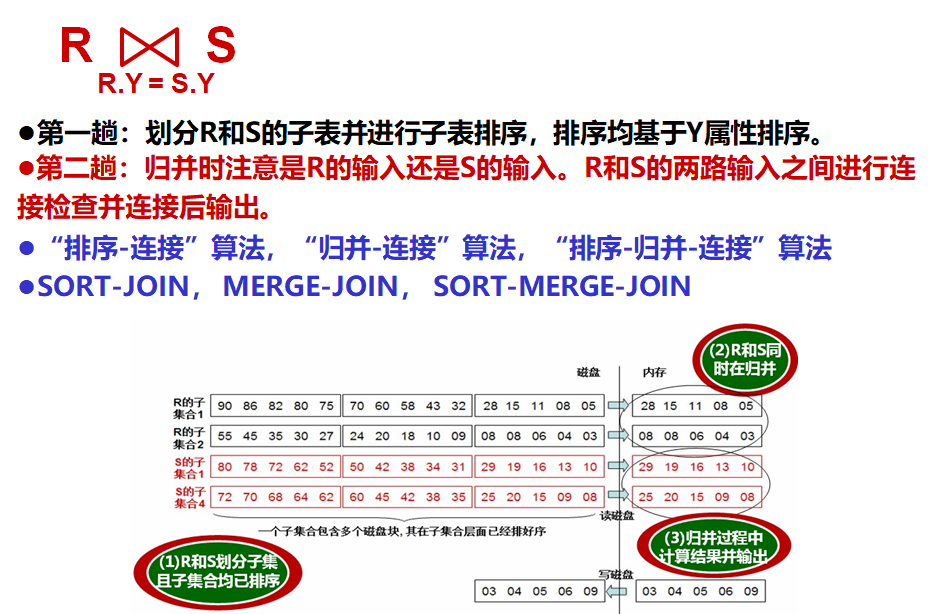 R ⋈ S
R.Y = S.Y
●第一趟：划分R和S的子表并进行子表排序，排序均基于Y属性排序。
●第二趟：归并时注意是R的输入还是S的输入。R和S的两路输入之间进行连
接检查并连接后输出。
●“排序-连接”算法，“归并-连接”算法，“排序-归并-连接”算法
●SORT-JOIN， MERGE-JOIN， SORT-MERGE-JOIN
(2)R和S同
时在归并
磁盘 内存
R的子
集合1
90 86 82 80 75 70 60 58 43 32 28 15 11 08 05 28 15 11 08 05
R的子
集合2
55 45 35 30 27 24 20 18 10 09 08 08 06 04 03 08 08 06 04 03
S的子
集合1
80 78 72 62 52 50 42 38 34 31 29 19 16 13 10 29 19 16 13 10
S的子
集合4
72 70 68 64 62 60 45 42 38 35 25 20 15 09 08 25 20 15 09 08
读磁盘
一个子集合包含多个磁盘块,其在子集合层面已经排好序
(1)R和S划分子集
且子集合均已排序
(3)归并过程中
计算结果并输出
写磁盘
03 04 05 06 09 03 04 05 06 09